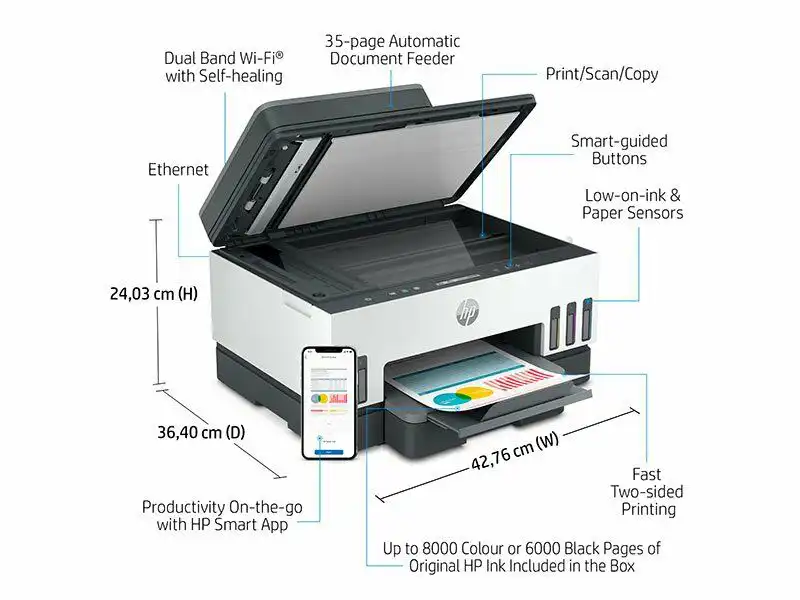 35-page Automatic
Document Feeder
Dual Band Wi-Fi®
with Self-healing
Print/Scan/Copy
Smart-guided
Buttons
Ethernet
Low-on-ink &
Paper Sensors
24,03 cm (H)
hp
36,40 cm (D)
42,76 cm (W)
Fast
Two-sided
Printing
Productivity On-the-go
with HP Smart App
Up to 8000 Colour or 6000 Black Pages of
Original HP Ink Included in the Box